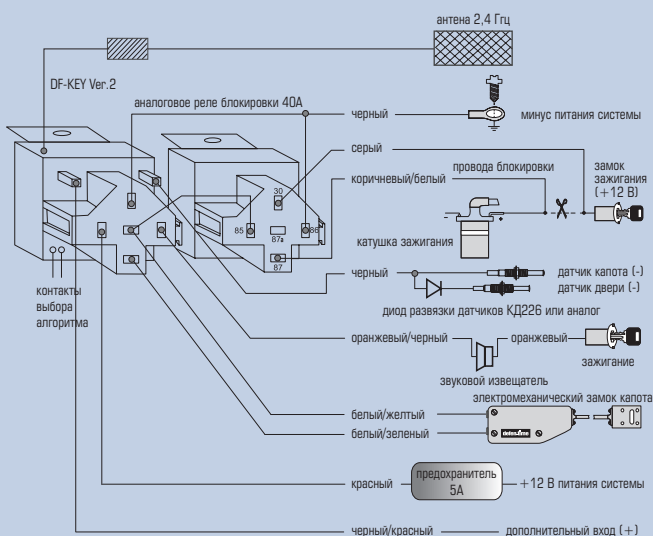 антена 2,4 Ггц
DF-KEY Ver.2
аналоговое реле блокировки 40А
черный
минус питания системы
серый
провода блокировки
замок
зажигания
(+12 В)
коричневый/белый
30
85
86
87a
87
катушка зажигания
черный
датчик капота (-)
датчик двери (-)
контакты
выбора
алгоритма
диод развязки датчиков КД226 или аналог
оранжевый/черный
оранжевый
зажигание
звуковой извещатель
электромеханический замок капота
белый/желтый
белый/зеленый
defen.time
красный
предохранитель
5А
+12 В питания системы
черный/красный
дополнительный вход (+)